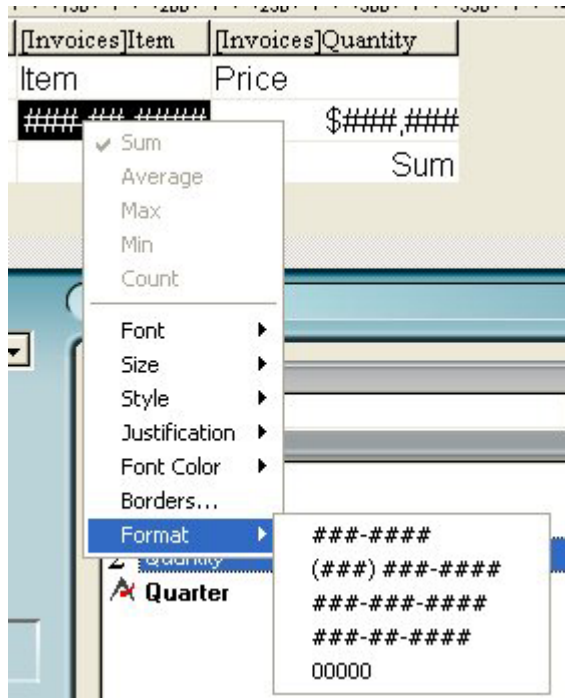 [Invoices]Item [Invoices]Quantity
Item Price
###-##-##### $###,###
Sum
Sum
Average
Max
Min
Count
Font
Size
Style
Justification
Font Color
Borders...
Format
###-####
(###) ###-####
###-###-####
###-##-####
00000
Quantity
Quarter